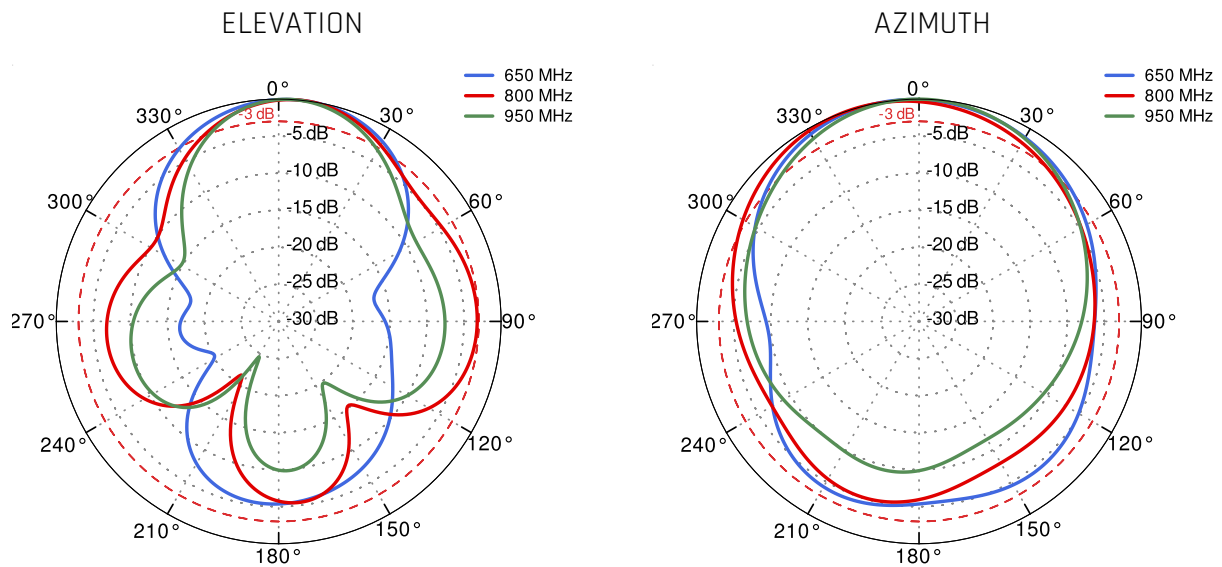 ELEVATION
650 MHz
800 MHz
950 MHz
0°
330°
30°
-3 dB
-5 dB
-10 dB
300°
60°
-15 dB
-20 dB
-25 dB
270°
-30 dB
90°
240°
120°
210°
150°
180°
AZIMUTH
650 MHz
800 MHz
950 MHz
0°
330°
30°
-3 dB
-5 dB
-10 dB
300°
60°
-15 dB
-20 dB
-25 dB
270°
-30 dB
90°
240°
120°
210°
150°
180°